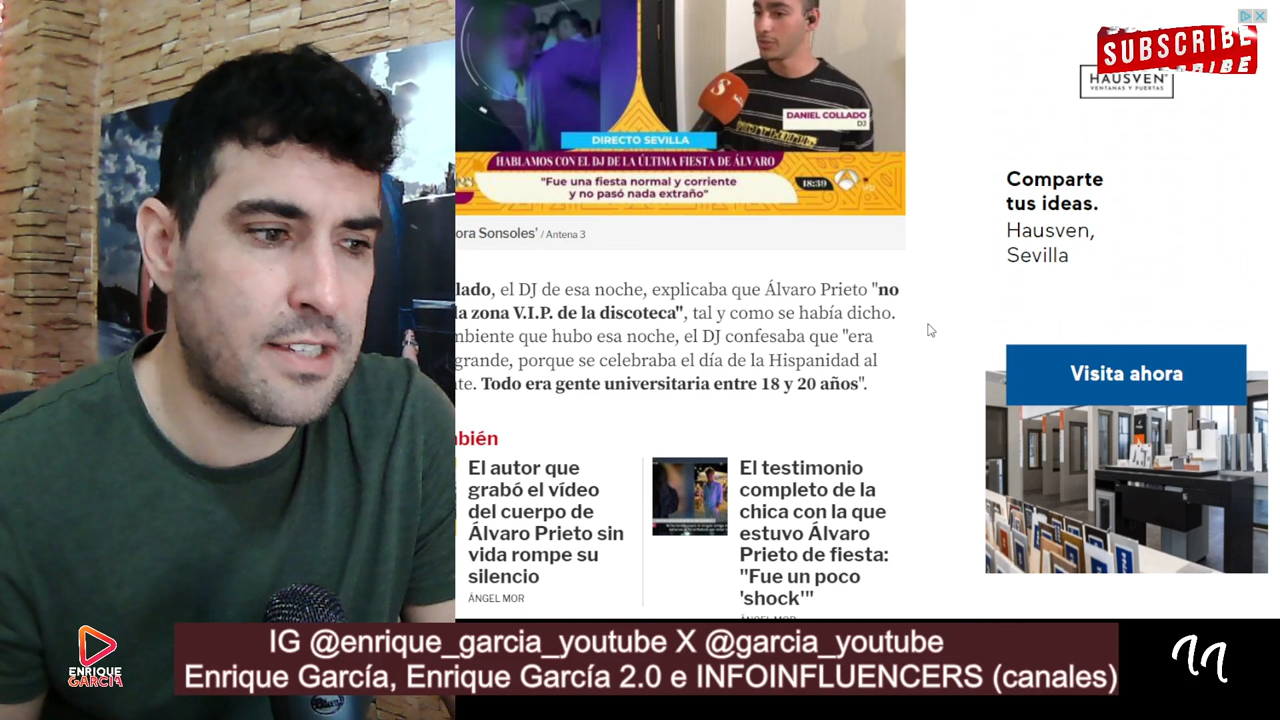 DANIEL COLLADO
DJ
DIRECTO SEVILLA
HABLAMOS CON EL DJ DE LA ÚLTIMA FIESTA DE ÁLVARO
"Fue una fiesta normal y corriente
y no pasó nada extraño"
18:39
ora Sonsoles' / Antena 3
lado, el DJ de esa noche, explicaba que Álvaro Prieto "no
la zona V.I.P. de la discoteca", tal y como se había dicho.
mbiente que hubo esa noche, el DJ confesaba que "era
grande, porque se celebraba el día de la Hispanidad al
te. Todo era gente universitaria entre 18 y 20 años".
mbién
El autor que
grabó el vídeo
del cuerpo de
Álvaro Prieto sin
vida rompe su
silencio
ÁNGEL MOR
El testimonio
completo de la
chica con la que
estuvo Álvaro
Prieto de fiesta:
"Fue un poco
'shock'"
SUBSCRIBE
HAUSVEN
VENTANAS Y PUERTAS
Comparte
tus ideas.
Hausven,
Sevilla
Visita ahora
ENRIQUE
GARCÍA
IG @enrique_garcia_youtube X @garcia_youtube
Enrique García, Enrique García 2.0 e INFOINFLUENCERS (canales)
Blue